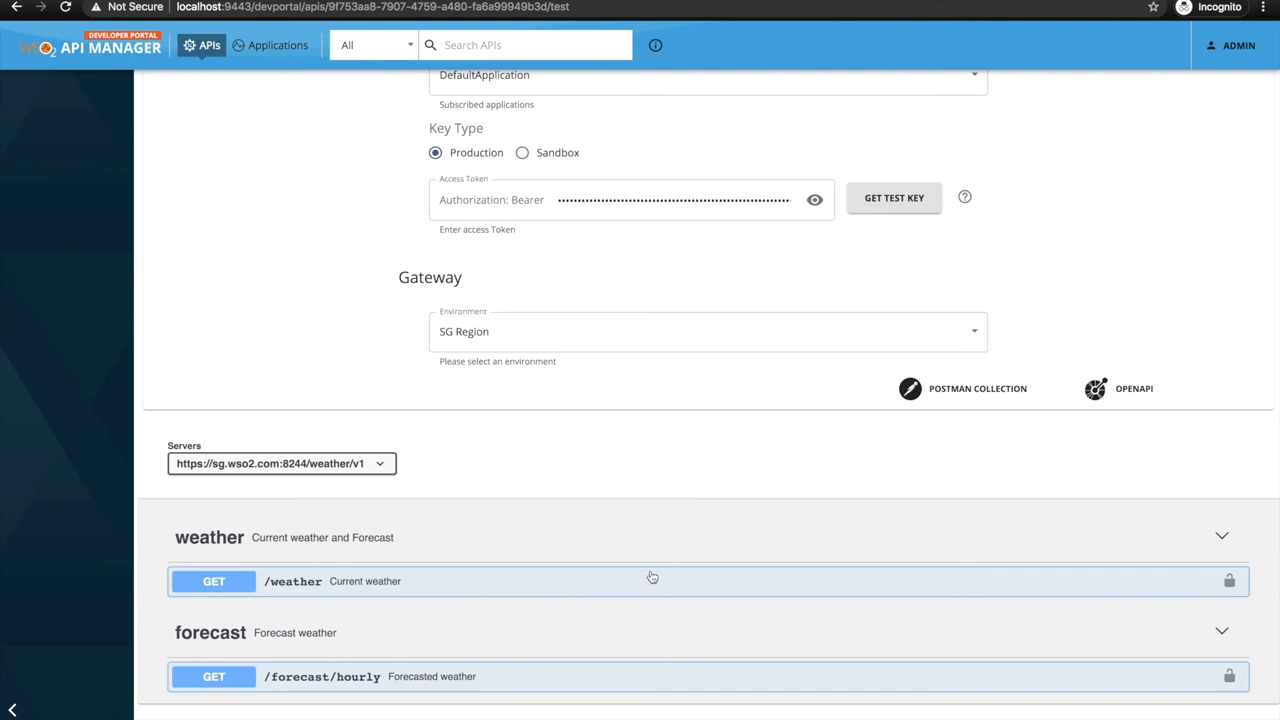 Not Secure localhost:9443/devportal/apis/9f753aa8-7907-4759-a480-fa6a99949b3d/test Incognito
DEVELOPER PORTAL
WSO2 API MANAGER APIs Applications All Search APIs ADMIN
DefaultApplication
Subscribed applications
Key Type
Production Sandbox
Access Token
Authorization: Bearer •••••••••••••••••••••••••••••••••••••••••••••••••••••••••• GET TEST KEY
Enter access Token
Gateway
Environment
SG Region
Please select an environment
POSTMAN COLLECTION OPENAPI
Servers
https://sg.wso2.com:8244/weather/v1
weather Current weather and Forecast
GET /weather Current weather
forecast Forecast weather
GET /forecast/hourly Forecasted weather